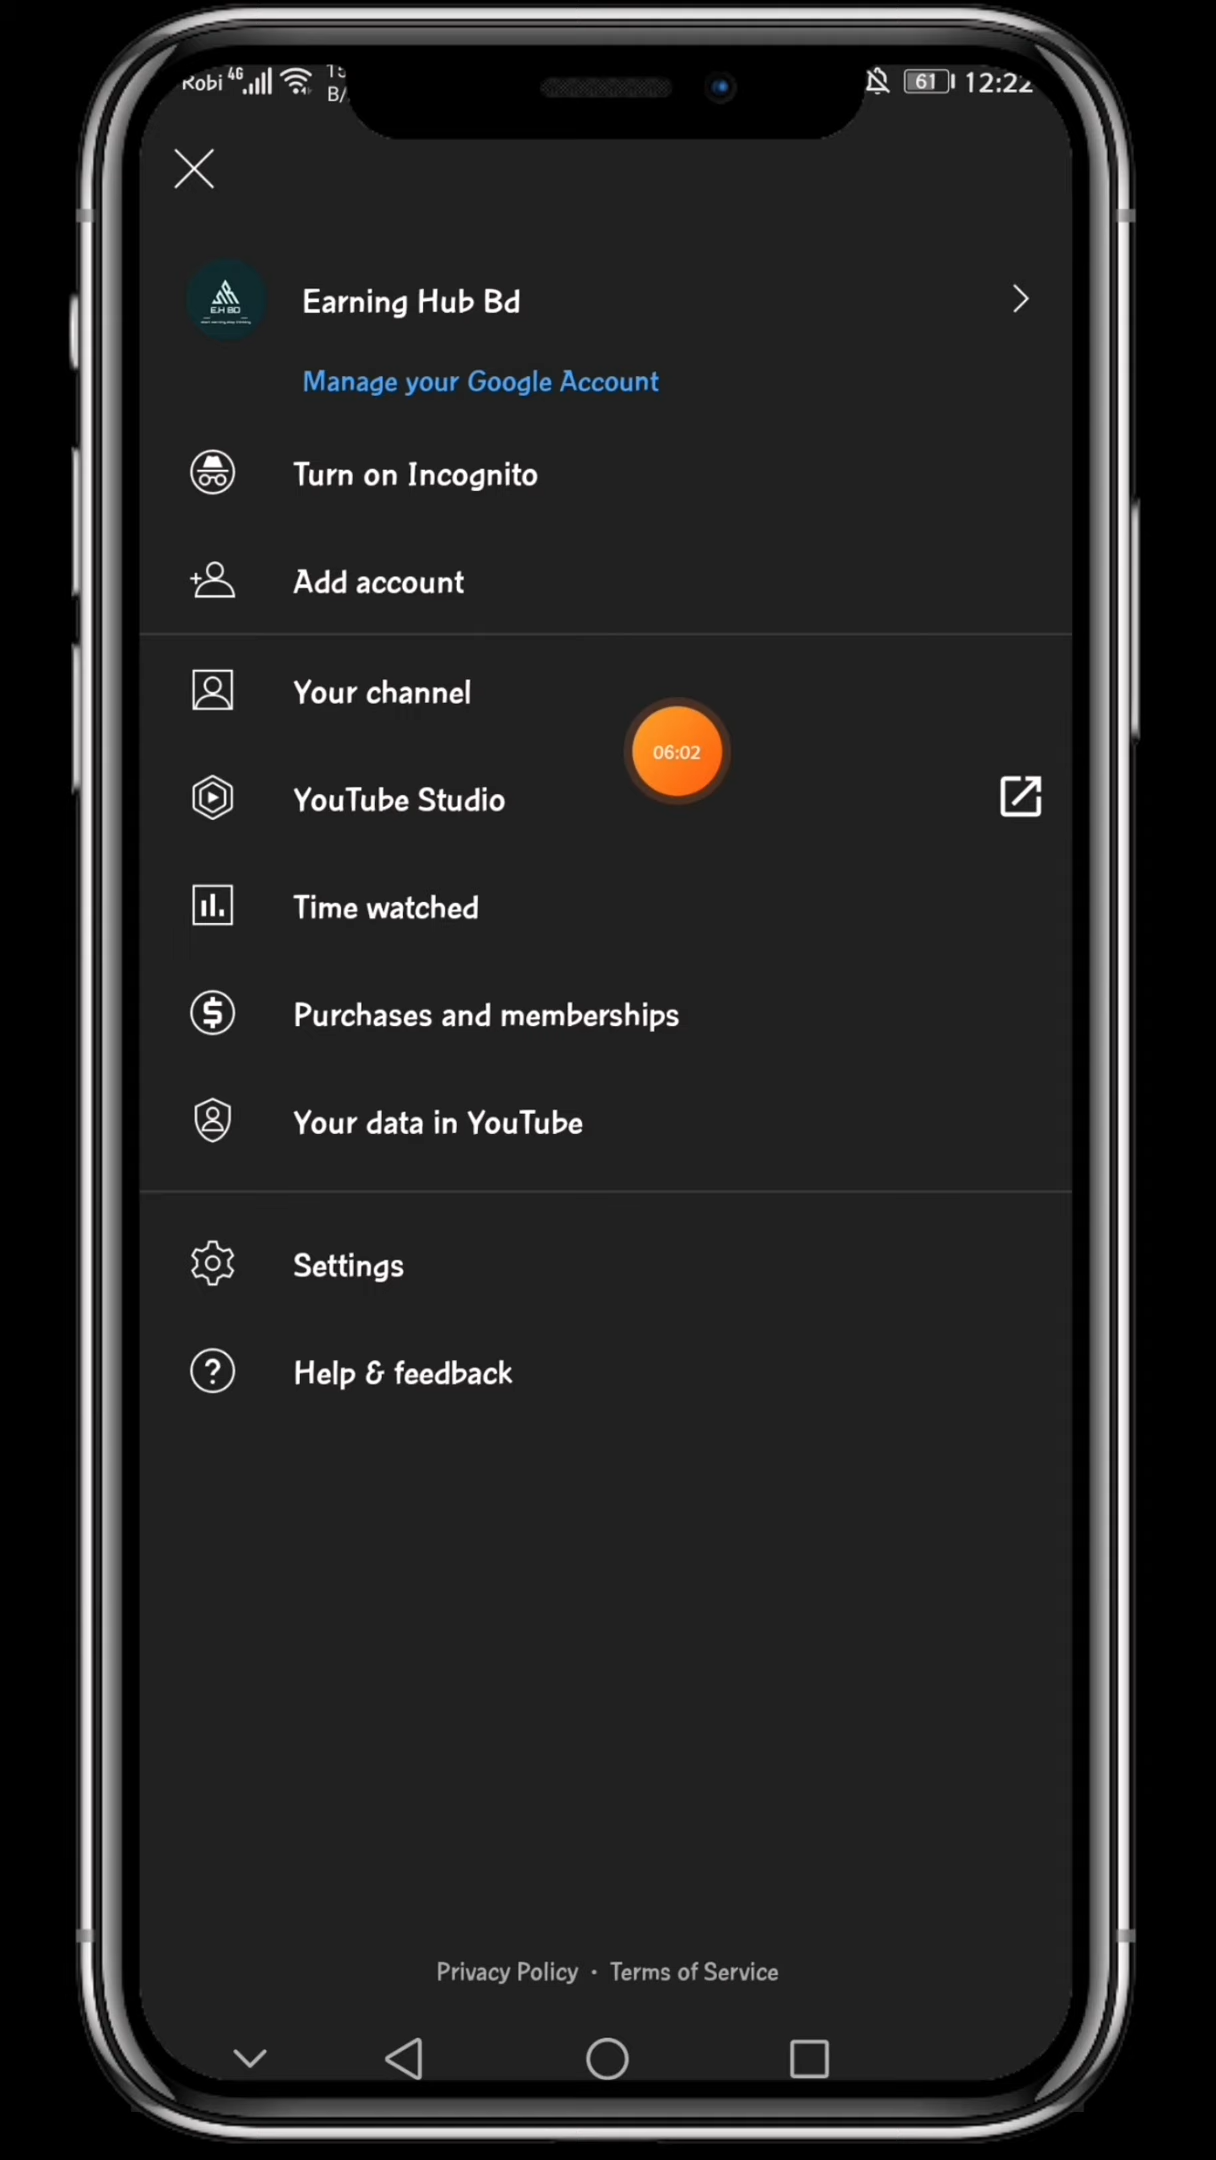 Robi 4G
B/
61 12:22
E.H BD
Earning Hub Bd
Manage your Google Account
Turn on Incognito
Add account
Your channel
06:02
YouTube Studio
Time watched
Purchases and memberships
Your data in YouTube
Settings
Help & feedback
Privacy Policy • Terms of Service